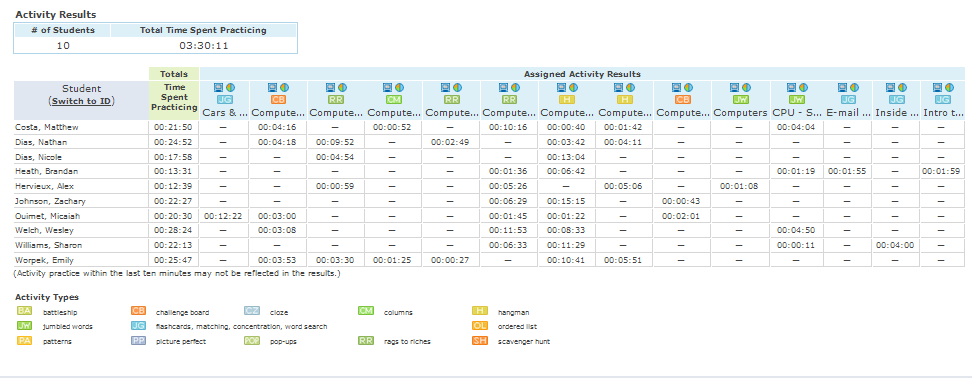 Activity Results
# of Students Total Time Spent Practicing
10 03:30:11
Totals Assigned Activity Results
Student (Switch to ID) Time Spent Practicing
JG CB RR CM RR RR H H CB JW JW JG JG JG
Cars & ... Compute... Compute... Compute... Compute... Compute... Compute... Compute... Compute... Computers CPU - S... E-mail ... Inside ... Intro t...
Costa, Matthew 00:21:50 — 00:04:16 — 00:00:52 — 00:10:16 00:00:40 00:01:42 — — 00:04:04 — — —
Dias, Nathan 00:24:52 — 00:04:18 00:09:52 — 00:02:49 — 00:03:42 00:04:11 — — — — — —
Dias, Nicole 00:17:58 — — 00:04:54 — — — 00:13:04 — — — — — — —
Heath, Brandan 00:13:31 — — — — — 00:01:36 00:06:42 — — — 00:01:19 00:01:55 — 00:01:59
Hervieux, Alex 00:12:39 — — 00:00:59 — — 00:05:26 — 00:05:06 — 00:01:08 — — — —
Johnson, Zachary 00:22:27 — — — — — 00:06:29 00:15:15 — 00:00:43 — — — — —
Ouimet, Micaiah 00:20:30 00:12:22 00:03:00 — — — 00:01:45 00:01:22 — 00:02:01 — — — — —
Welch, Wesley 00:28:24 — 00:03:08 — — — 00:11:53 00:08:33 — — — 00:04:50 — — —
Williams, Sharon 00:22:13 — — — — — 00:06:33 00:11:29 — — — 00:00:11 — 00:04:00 —
Worpek, Emily 00:25:47 — 00:03:53 00:03:30 00:01:25 00:00:27 — 00:10:41 00:05:51 — — — — — —
(Activity practice within the last ten minutes may not be reflected in the results.)
Activity Types
BA battleship CB challenge board CZ cloze CM columns H hangman
JW jumbled words JG flashcards, matching, concentration, word search OL ordered list
PA patterns PP picture perfect POP pop-ups RR rags to riches SH scavenger hunt